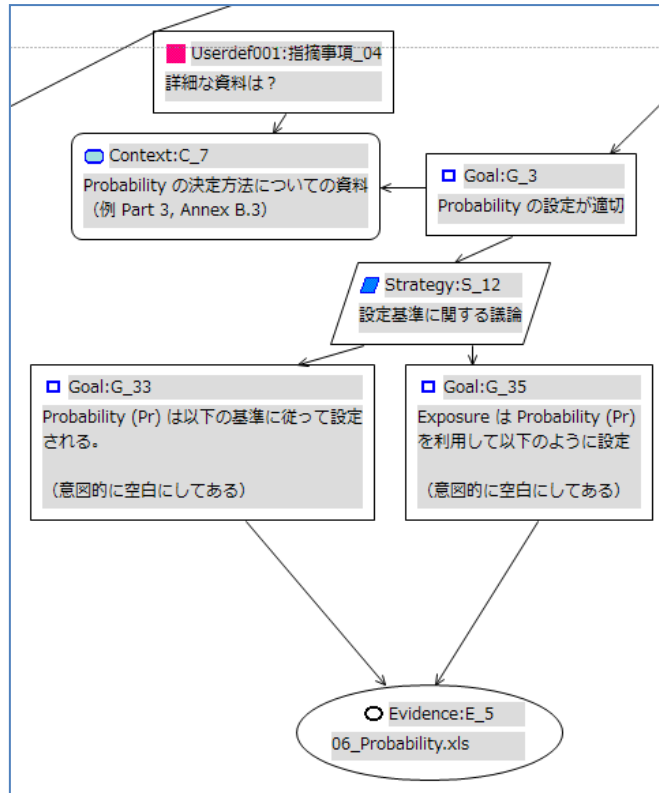 Userdef001:指摘事項_04
詳細な資料は？
Context:C_7
Probability の決定方法についての資料
（例 Part 3, Annex B.3）
Goal:G_3
Probability の設定が適切
Strategy:S_12
設定基準に関する議論
Goal:G_33
Probability (Pr) は以下の基準に従って設定
される。
（意図的に空白にしてある）
Goal:G_35
Exposure は Probability (Pr)
を利用して以下のように設定
（意図的に空白にしてある）
Evidence:E_5
06_Probability.xls